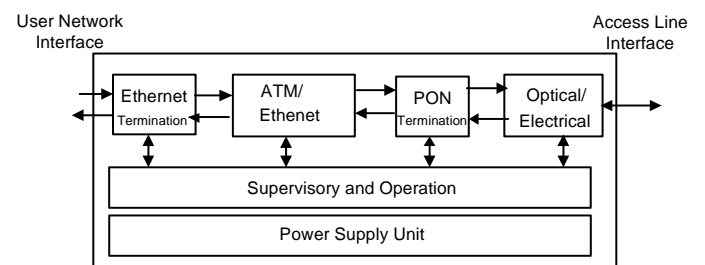 User Network
Interface
Access Line
Interface
Ethernet
Termination
ATM/
Ethenet
PON
Termination
Optical/
Electrical
Supervisory and Operation
Power Supply Unit